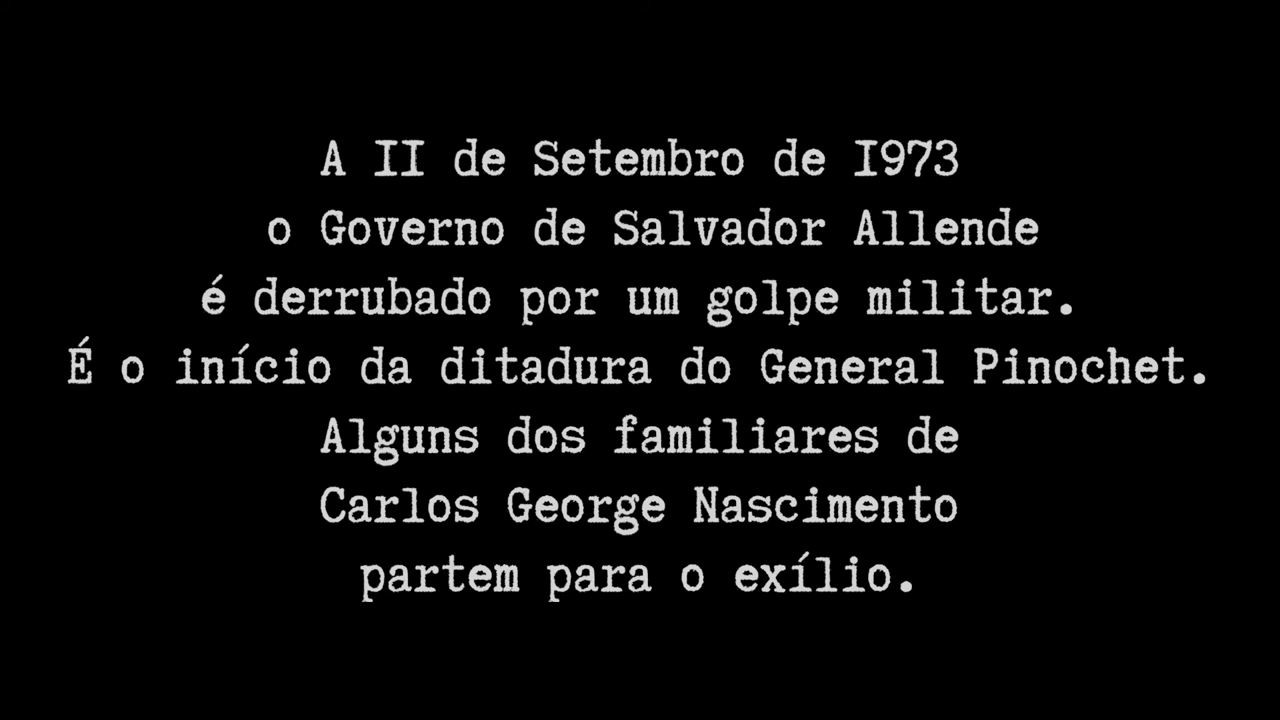 A II de Setembro de I973
o Governo de Salvador Allende
é derrubado por um golpe militar.
É o início da ditadura do General Pinochet.
Alguns dos familiares de
Carlos George Nascimento
partem para o exílio.